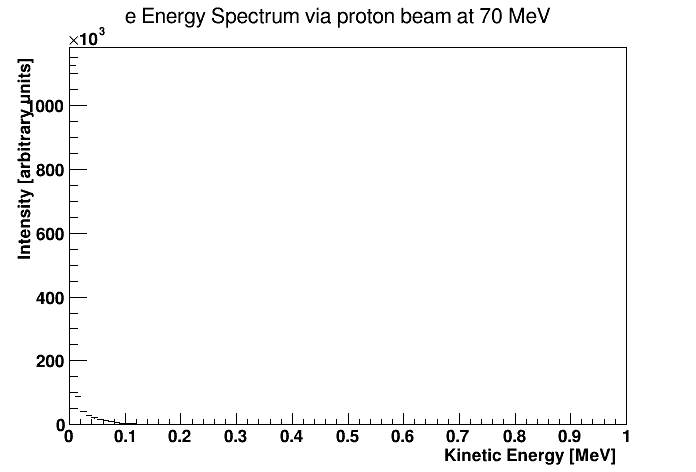 e Energy Spectrum via proton beam at 70 MeV
×10³
Intensity [arbitrary units]
1000
800
600
400
200
0
0 0.1 0.2 0.3 0.4 0.5 0.6 0.7 0.8 0.9 1
Kinetic Energy [MeV]